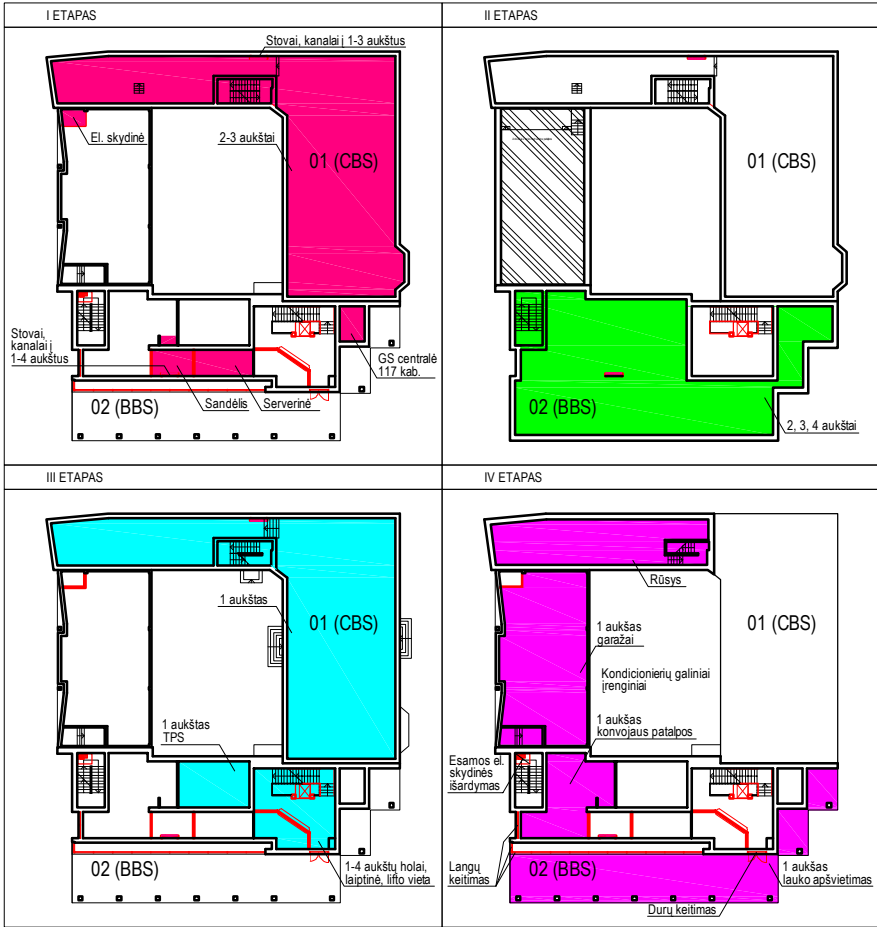 I ETAPAS
Stovai, kanalai į 1-3 aukštus
El. skydinė
2-3 aukštai
01 (CBS)
Stovai,
kanalai į
1-4 aukštus
GS centralė
117 kab.
02 (BBS)
Sandėlis
Serverinė
II ETAPAS
01 (CBS)
02 (BBS)
2, 3, 4 aukštai
III ETAPAS
1 aukštas
01 (CBS)
1 aukštas
TPS
02 (BBS)
1-4 aukštų holai,
laiptinė, lifto vieta
IV ETAPAS
Rūsys
1 aukšas
garažai
01 (CBS)
Kondicionierių galiniai
įrenginiai
1 aukšas
konvojaus patalpos
Esamos el.
skydinės
išardymas
Langų
keitimas
02 (BBS)
1 aukšas
lauko apšvietimas
Durų keitimas